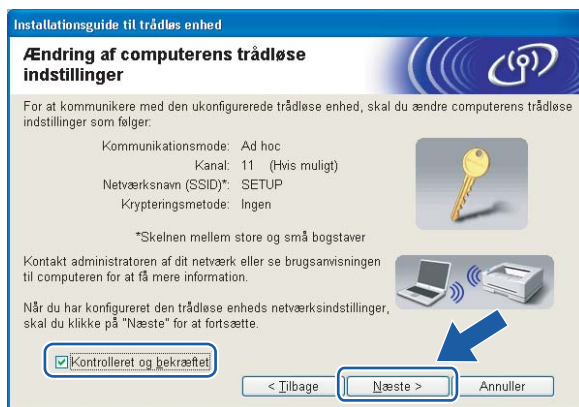 Installationsguide til trådløs enhed
Ændring af computerens trådløse
indstillinger
For at kommunikere med den ukonfigurerede trådløse enhed, skal du ændre computerens trådløse
indstillinger som følger:
Kommunikationsmode: Ad hoc
Kanal: 11 (Hvis muligt)
Netværksnavn (SSID)*: SETUP
Krypteringsmetode: Ingen
*Skelnen mellem store og små bogstaver
Kontakt administratoren af dit netværk eller se brugsanvisningen
til computeren for at få mere information.
Når du har konfigureret den trådløse enheds netværksindstillinger,
skal du klikke på "Næste" for at fortsætte.
Kontrolleret og bekræftet
< Tilbage Næste > Annuller